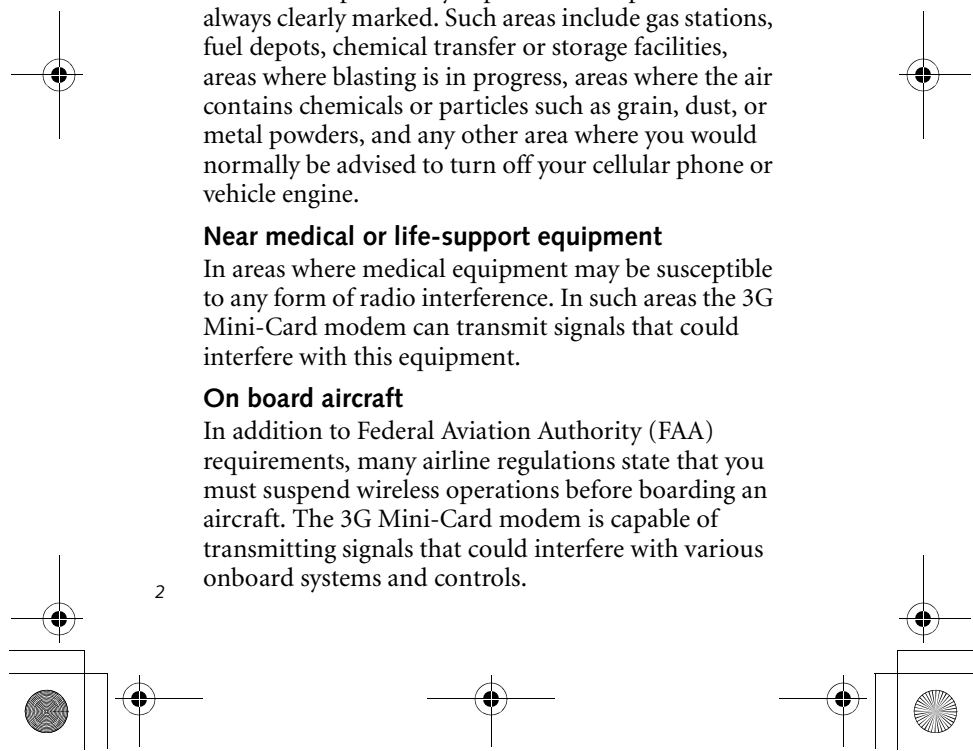 always clearly marked. Such areas include gas stations,
fuel depots, chemical transfer or storage facilities,
areas where blasting is in progress, areas where the air
contains chemicals or particles such as grain, dust, or
metal powders, and any other area where you would
normally be advised to turn off your cellular phone or
vehicle engine.
Near medical or life-support equipment
In areas where medical equipment may be susceptible
to any form of radio interference. In such areas the 3G
Mini-Card modem can transmit signals that could
interfere with this equipment.
On board aircraft
In addition to Federal Aviation Authority (FAA)
requirements, many airline regulations state that you
must suspend wireless operations before boarding an
aircraft. The 3G Mini-Card modem is capable of
transmitting signals that could interfere with various
onboard systems and controls.
2